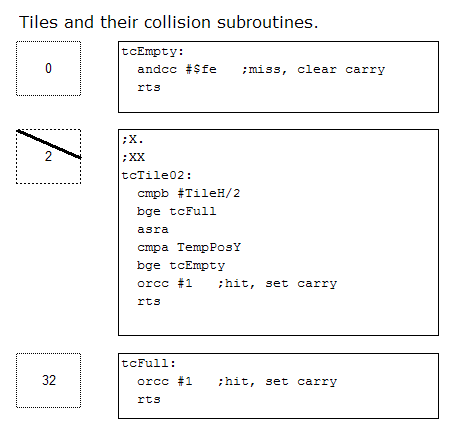 Tiles and their collision subroutines.
0
tcEmpty:
andcc #$fe ;miss, clear carry
rts
2
;X.
;XX
tcTile02:
cmpb #TileH/2
bge tcFull
asra
cmpa TempPosY
bge tcEmpty
orcc #1 ;hit, set carry
rts
32
tcFull:
orcc #1 ;hit, set carry
rts